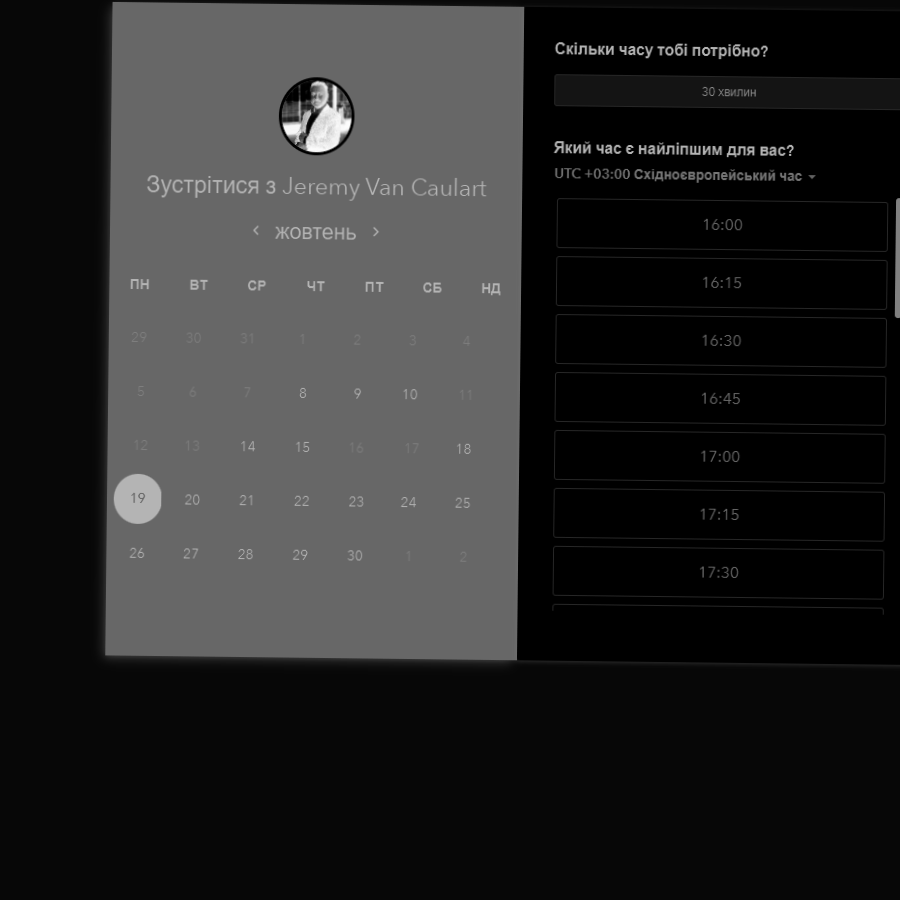 Зустрітися з Jeremy Van Caulart
‹ жовтень ›
ПН ВТ СР ЧТ ПТ СБ НД
29 30 31 1 2 3 4
5 6 7 8 9 10 11
12 13 14 15 16 17 18
19 20 21 22 23 24 25
26 27 28 29 30 1 2
Скільки часу тобі потрібно?
30 хвилин
Який час є найліпшим для вас?
UTC +03:00 Східноєвропейський час
16:00
16:15
16:30
16:45
17:00
17:15
17:30